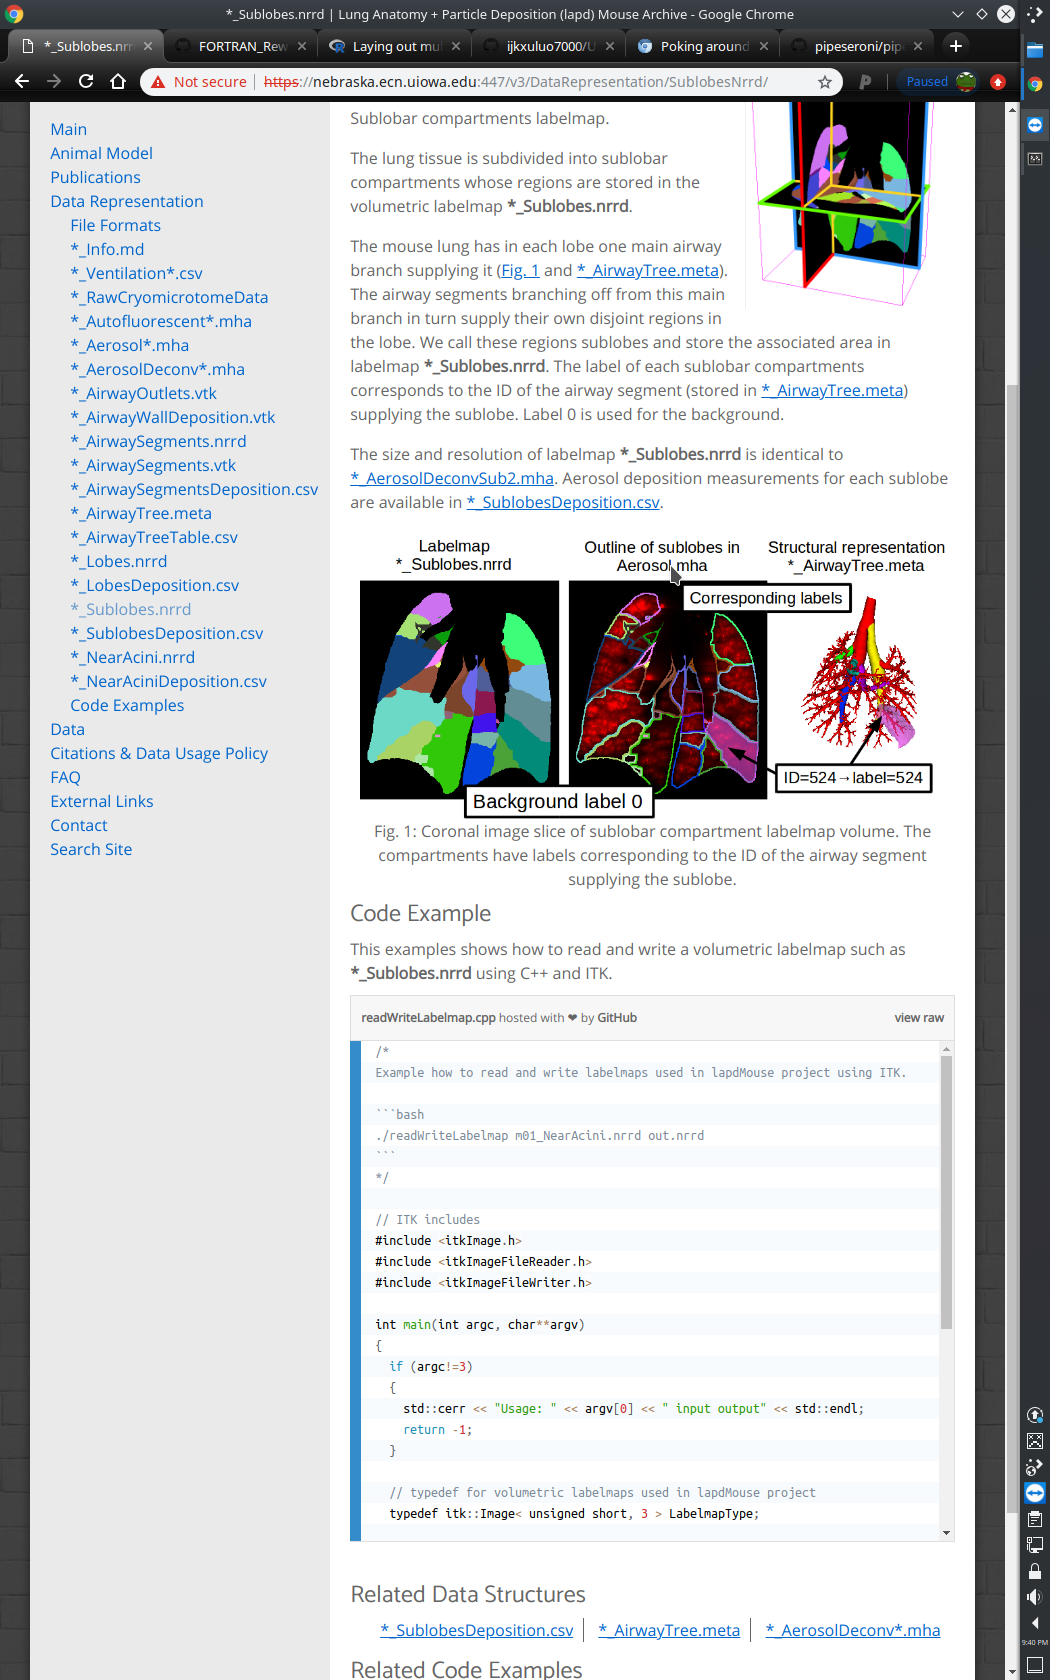 *_Sublobes.nrrd | Lung Anatomy + Particle Deposition (lapd) Mouse Archive - Google Chrome
*_Sublobes.nrr
FORTRAN_Rew
Laying out mul
ijkxuluo7000/U
Poking around
pipeseroni/pip
Not secure
https://nebraska.ecn.uiowa.edu:447/v3/DataRepresentation/SublobesNrrd/
Paused
Main
Animal Model
Publications
Data Representation
File Formats
*_Info.md
*_Ventilation*.csv
*_RawCryomicrotomeData
*_Autofluorescent*.mha
*_Aerosol*.mha
*_AerosolDeconv*.mha
*_AirwayOutlets.vtk
*_AirwayWallDeposition.vtk
*_AirwaySegments.nrrd
*_AirwaySegments.vtk
*_AirwaySegmentsDeposition.csv
*_AirwayTree.meta
*_AirwayTreeTable.csv
*_Lobes.nrrd
*_LobesDeposition.csv
*_Sublobes.nrrd
*_SublobesDeposition.csv
*_NearAcini.nrrd
*_NearAciniDeposition.csv
Code Examples
Data
Citations & Data Usage Policy
FAQ
External Links
Contact
Search Site
Sublobar compartments labelmap.
The lung tissue is subdivided into sublobar
compartments whose regions are stored in the
volumetric labelmap *_Sublobes.nrrd.
The mouse lung has in each lobe one main airway
branch supplying it (Fig. 1 and *_AirwayTree.meta).
The airway segments branching off from this main
branch in turn supply their own disjoint regions in
the lobe. We call these regions sublobes and store the associated area in
labelmap *_Sublobes.nrrd. The label of each sublobar compartments
corresponds to the ID of the airway segment (stored in *_AirwayTree.meta)
supplying the sublobe. Label 0 is used for the background.
The size and resolution of labelmap *_Sublobes.nrrd is identical to
*_AerosolDeconvSub2.mha. Aerosol deposition measurements for each sublobe
are available in *_SublobesDeposition.csv.
Labelmap
*_Sublobes.nrrd
Outline of sublobes in
Aerosol.mha
Structural representation
*_AirwayTree.meta
Corresponding labels
ID=524→label=524
Background label 0
Fig. 1: Coronal image slice of sublobar compartment labelmap volume. The
compartments have labels corresponding to the ID of the airway segment
supplying the sublobe.
Code Example
This examples shows how to read and write a volumetric labelmap such as
*_Sublobes.nrrd using C++ and ITK.
readWriteLabelmap.cpp hosted with ❤ by GitHub
view raw
/*
Example how to read and write labelmaps used in lapdMouse project using ITK.
```bash
./readWriteLabelmap m01_NearAcini.nrrd out.nrrd
```
*/
// ITK includes
#include <itkImage.h>
#include <itkImageFileReader.h>
#include <itkImageFileWriter.h>
int main(int argc, char**argv)
{
if (argc!=3)
{
std::cerr << "Usage: " << argv[0] << " input output" << std::endl;
return -1;
}
// typedef for volumetric labelmaps used in lapdMouse project
typedef itk::Image< unsigned short, 3 > LabelmapType;
Related Data Structures
*_SublobesDeposition.csv
*_AirwayTree.meta
*_AerosolDeconv*.mha
Related Code Examples
9:40 PM